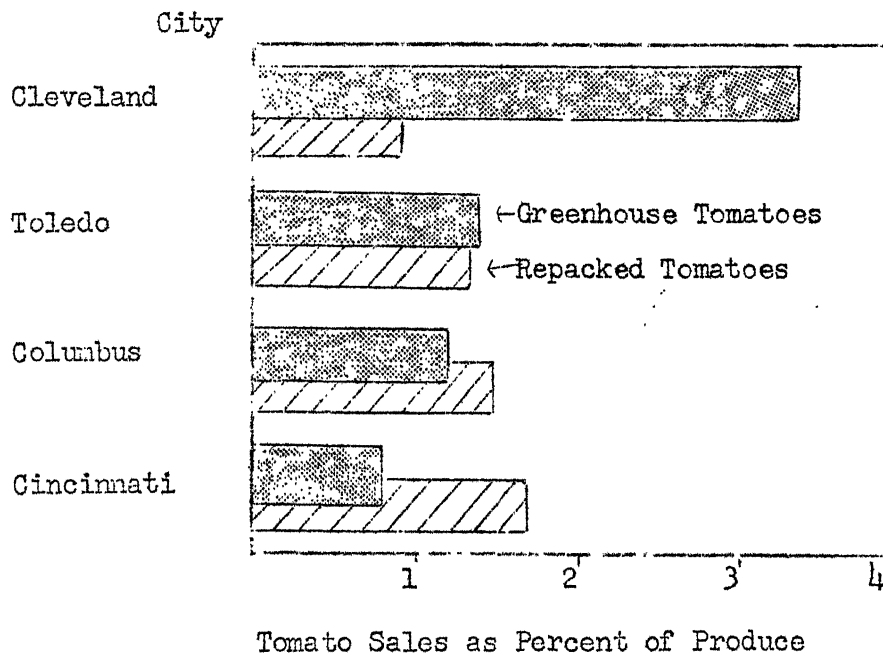 City
Cleveland
Toledo
←Greenhouse Tomatoes
←Repacked Tomatoes
Columbus
Cincinnati
1 2 3 4
Tomato Sales as Percent of Produce